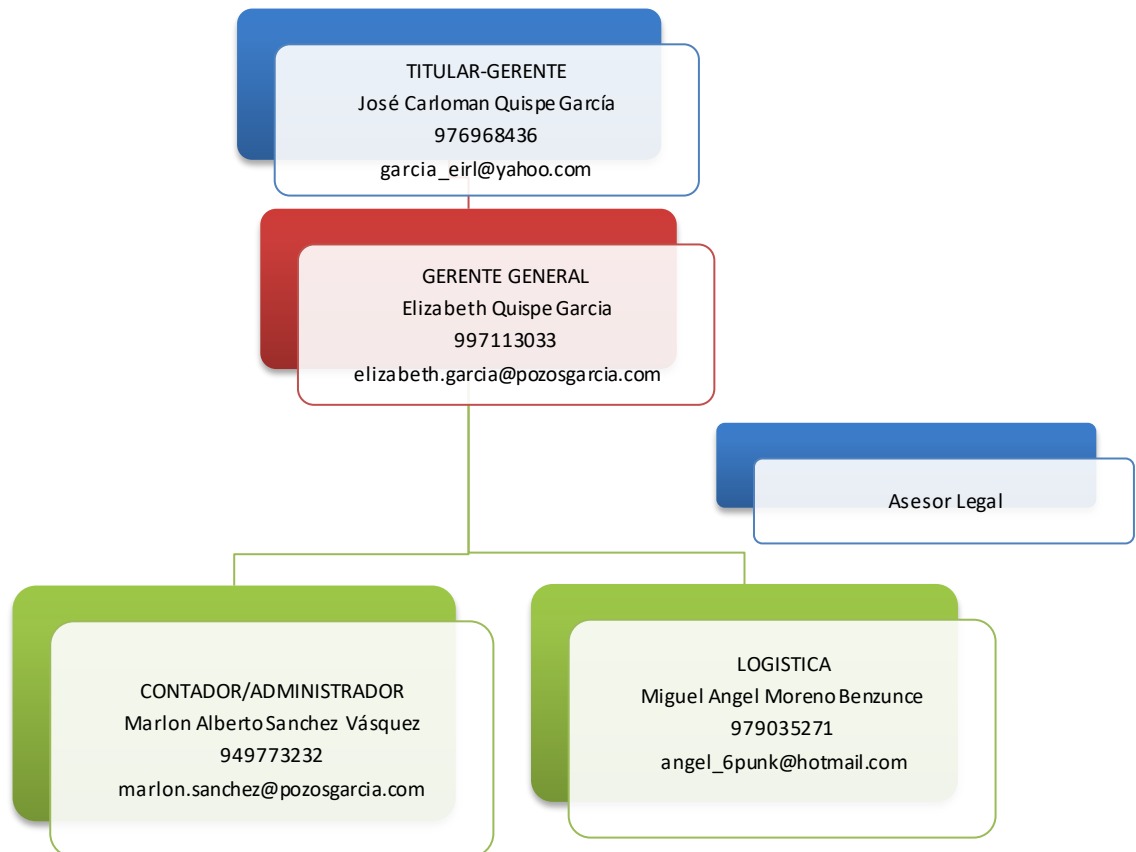 TITULAR-GERENTE
José Carloman Quispe García
976968436
garcia_eirl@yahoo.com
GERENTE GENERAL
Elizabeth Quispe Garcia
997113033
elizabeth.garcia@pozosgarcia.com
Asesor Legal
CONTADOR/ADMINISTRADOR
Marlon Alberto Sanchez Vásquez
949773232
marlon.sanchez@pozosgarcia.com
LOGISTICA
Miguel Angel Moreno Benzunce
979035271
angel_6punk@hotmail.com